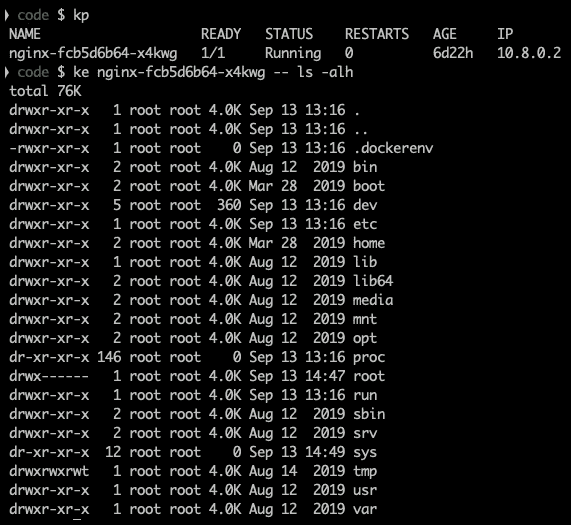 code $ kp
NAME READY STATUS RESTARTS AGE IP
nginx-fcb5d6b64-x4kwg 1/1 Running 0 6d22h 10.8.0.2
code $ ke nginx-fcb5d6b64-x4kwg -- ls -alh
total 76K
drwxr-xr-x 1 root root 4.0K Sep 13 13:16 .
drwxr-xr-x 1 root root 4.0K Sep 13 13:16 ..
-rwxr-xr-x 1 root root 0 Sep 13 13:16 .dockerenv
drwxr-xr-x 2 root root 4.0K Aug 12 2019 bin
drwxr-xr-x 2 root root 4.0K Mar 28 2019 boot
drwxr-xr-x 5 root root 360 Sep 13 13:16 dev
drwxr-xr-x 1 root root 4.0K Sep 13 13:16 etc
drwxr-xr-x 2 root root 4.0K Mar 28 2019 home
drwxr-xr-x 1 root root 4.0K Aug 12 2019 lib
drwxr-xr-x 2 root root 4.0K Aug 12 2019 lib64
drwxr-xr-x 2 root root 4.0K Aug 12 2019 media
drwxr-xr-x 2 root root 4.0K Aug 12 2019 mnt
drwxr-xr-x 2 root root 4.0K Aug 12 2019 opt
dr-xr-xr-x 146 root root 0 Sep 13 13:16 proc
drwx------ 1 root root 4.0K Sep 13 14:47 root
drwxr-xr-x 1 root root 4.0K Sep 13 13:16 run
drwxr-xr-x 2 root root 4.0K Aug 12 2019 sbin
drwxr-xr-x 2 root root 4.0K Aug 12 2019 srv
dr-xr-xr-x 12 root root 0 Sep 13 14:49 sys
drwxrwxrwt 1 root root 4.0K Aug 14 2019 tmp
drwxr-xr-x 1 root root 4.0K Aug 12 2019 usr
drwxr-xr-x 1 root root 4.0K Aug 12 2019 var